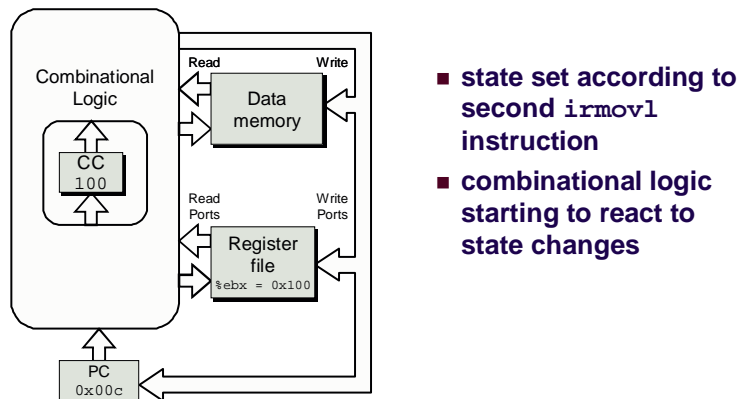 Combinational
Logic
CC
100
Read
Write
Data
memory
Read
Ports
Write
Ports
Register
file
%ebx = 0x100
PC
0x00c
■ state set according to
second irmovl
instruction
■ combinational logic
starting to react to
state changes